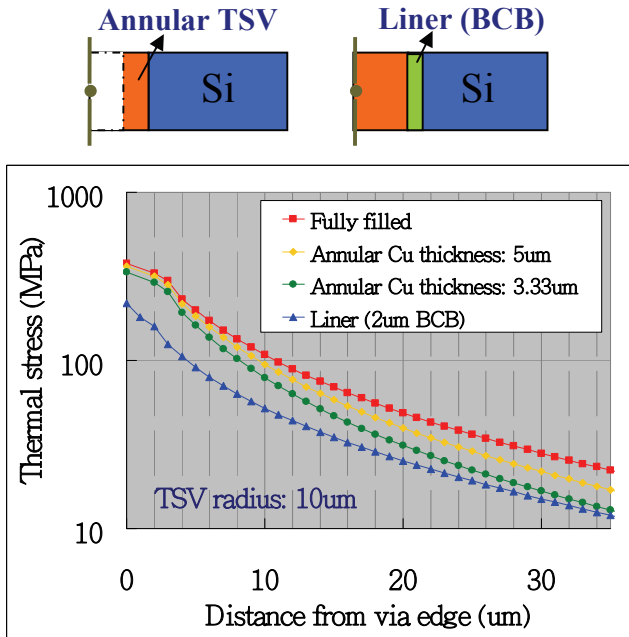 Annular TSV
Liner (BCB)
Si
Si
1000
100
10
Thermal stress (MPa)
Fully filled
Annular Cu thickness: 5um
Annular Cu thickness: 3.33um
Liner (2um BCB)
TSV radius: 10um
0 10 20 30
Distance from via edge (um)